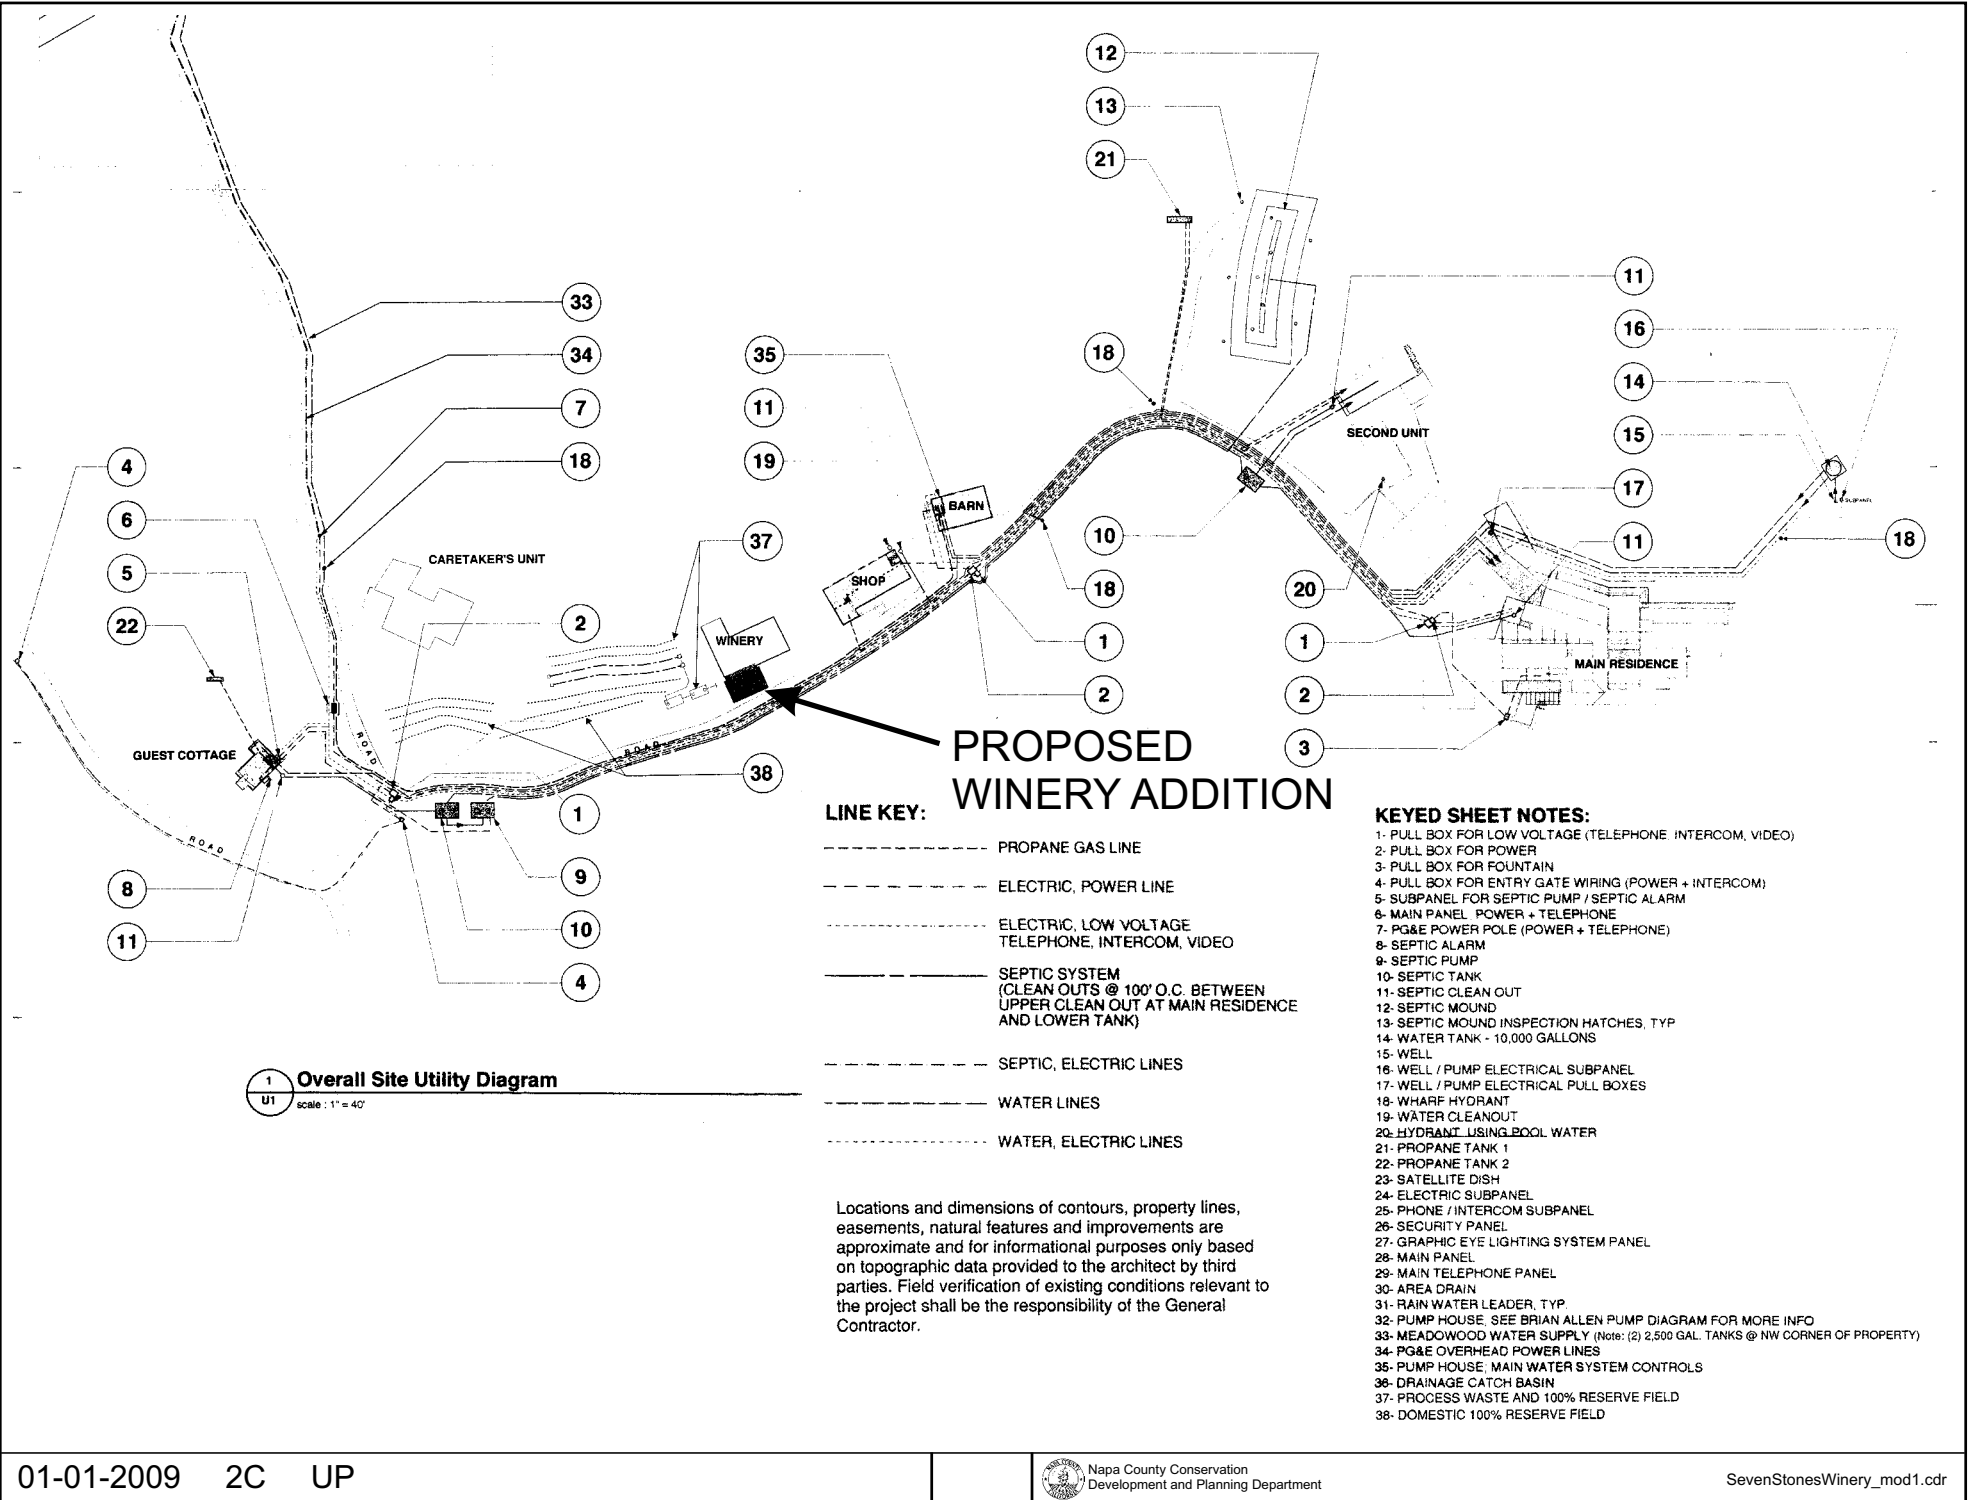 12
13
21
33
34
7
18
35
11
19
18
11
16
14
15
17
11
18
4
6
5
22
37
10
18
20
1
1
2
2
2
3
38
1
8
9
11
10
4
SECOND UNIT
SUBPANEL
BARN
CARETAKER'S UNIT
SHOP
WINERY
MAIN RESIDENCE
GUEST COTTAGE
ROAD
ROAD
ROAD
PROPOSED
WINERY ADDITION
1
U1
Overall Site Utility Diagram
scale : 1" = 40'
LINE KEY:
PROPANE GAS LINE
ELECTRIC, POWER LINE
ELECTRIC, LOW VOLTAGE
TELEPHONE, INTERCOM, VIDEO
SEPTIC SYSTEM
(CLEAN OUTS @ 100' O.C. BETWEEN
UPPER CLEAN OUT AT MAIN RESIDENCE
AND LOWER TANK)
SEPTIC, ELECTRIC LINES
WATER LINES
WATER, ELECTRIC LINES
Locations and dimensions of contours, property lines,
easements, natural features and improvements are
approximate and for informational purposes only based
on topographic data provided to the architect by third
parties. Field verification of existing conditions relevant to
the project shall be the responsibility of the General
Contractor.
KEYED SHEET NOTES:
1- PULL BOX FOR LOW VOLTAGE (TELEPHONE INTERCOM, VIDEO)
2- PULL BOX FOR POWER
3- PULL BOX FOR FOUNTAIN
4- PULL BOX FOR ENTRY GATE WIRING (POWER + INTERCOM)
5- SUBPANEL FOR SEPTIC PUMP / SEPTIC ALARM
6- MAIN PANEL POWER + TELEPHONE
7- PG&E POWER POLE (POWER + TELEPHONE)
8- SEPTIC ALARM
9- SEPTIC PUMP
10- SEPTIC TANK
11- SEPTIC CLEAN OUT
12- SEPTIC MOUND
13- SEPTIC MOUND INSPECTION HATCHES, TYP
14- WATER TANK - 10,000 GALLONS
15- WELL
16- WELL / PUMP ELECTRICAL SUBPANEL
17- WELL / PUMP ELECTRICAL PULL BOXES
18- WHARF HYDRANT
19- WATER CLEANOUT
20- HYDRANT USING POOL WATER
21- PROPANE TANK 1
22- PROPANE TANK 2
23- SATELLITE DISH
24- ELECTRIC SUBPANEL
25- PHONE / INTERCOM SUBPANEL
26- SECURITY PANEL
27- GRAPHIC EYE LIGHTING SYSTEM PANEL
28- MAIN PANEL
29- MAIN TELEPHONE PANEL
30- AREA DRAIN
31- RAIN WATER LEADER, TYP.
32- PUMP HOUSE, SEE BRIAN ALLEN PUMP DIAGRAM FOR MORE INFO
33- MEADOWOOD WATER SUPPLY (Note: (2) 2,500 GAL. TANKS @ NW CORNER OF PROPERTY)
34- PG&E OVERHEAD POWER LINES
35- PUMP HOUSE; MAIN WATER SYSTEM CONTROLS
36- DRAINAGE CATCH BASIN
37- PROCESS WASTE AND 100% RESERVE FIELD
38- DOMESTIC 100% RESERVE FIELD
01-01-2009 2C UP
Napa County Conservation
Development and Planning Department
SevenStonesWinery_mod1.cdr